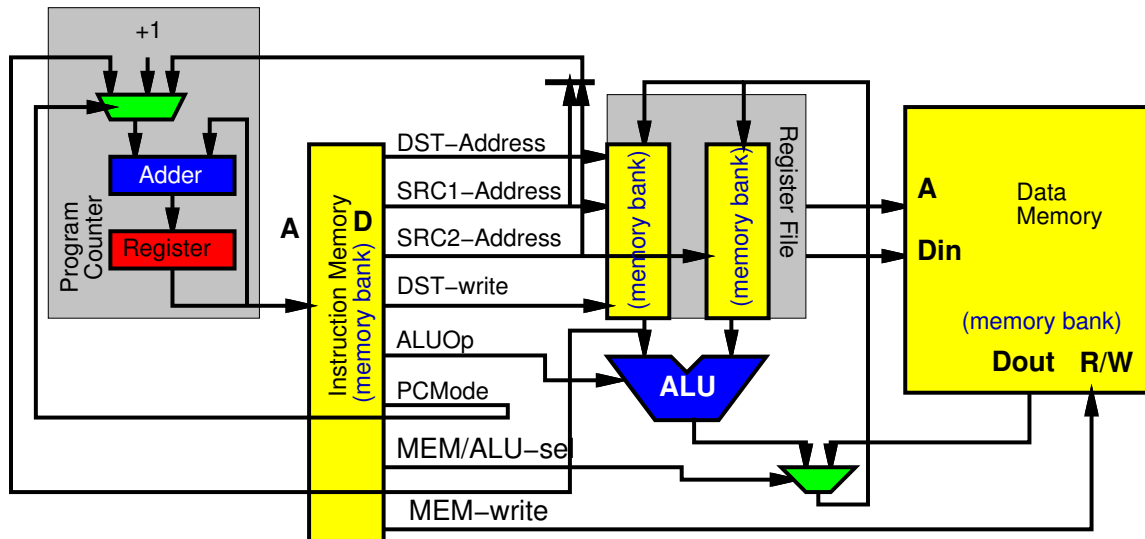 +1
Adder
Register
Program
Counter
A
D
Instruction Memory
(memory bank)
DST-Address
SRC1-Address
SRC2-Address
DST-write
ALUOp
PCMode
MEM/ALU-sel
MEM-write
(memory bank)
(memory bank)
Register File
ALU
A
Data
Memory
Din
(memory bank)
Dout R/W